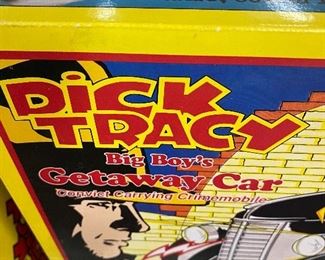 DICK
TRACY
Big Boy's
Getaway Car
Convict Carrying Crimemobile